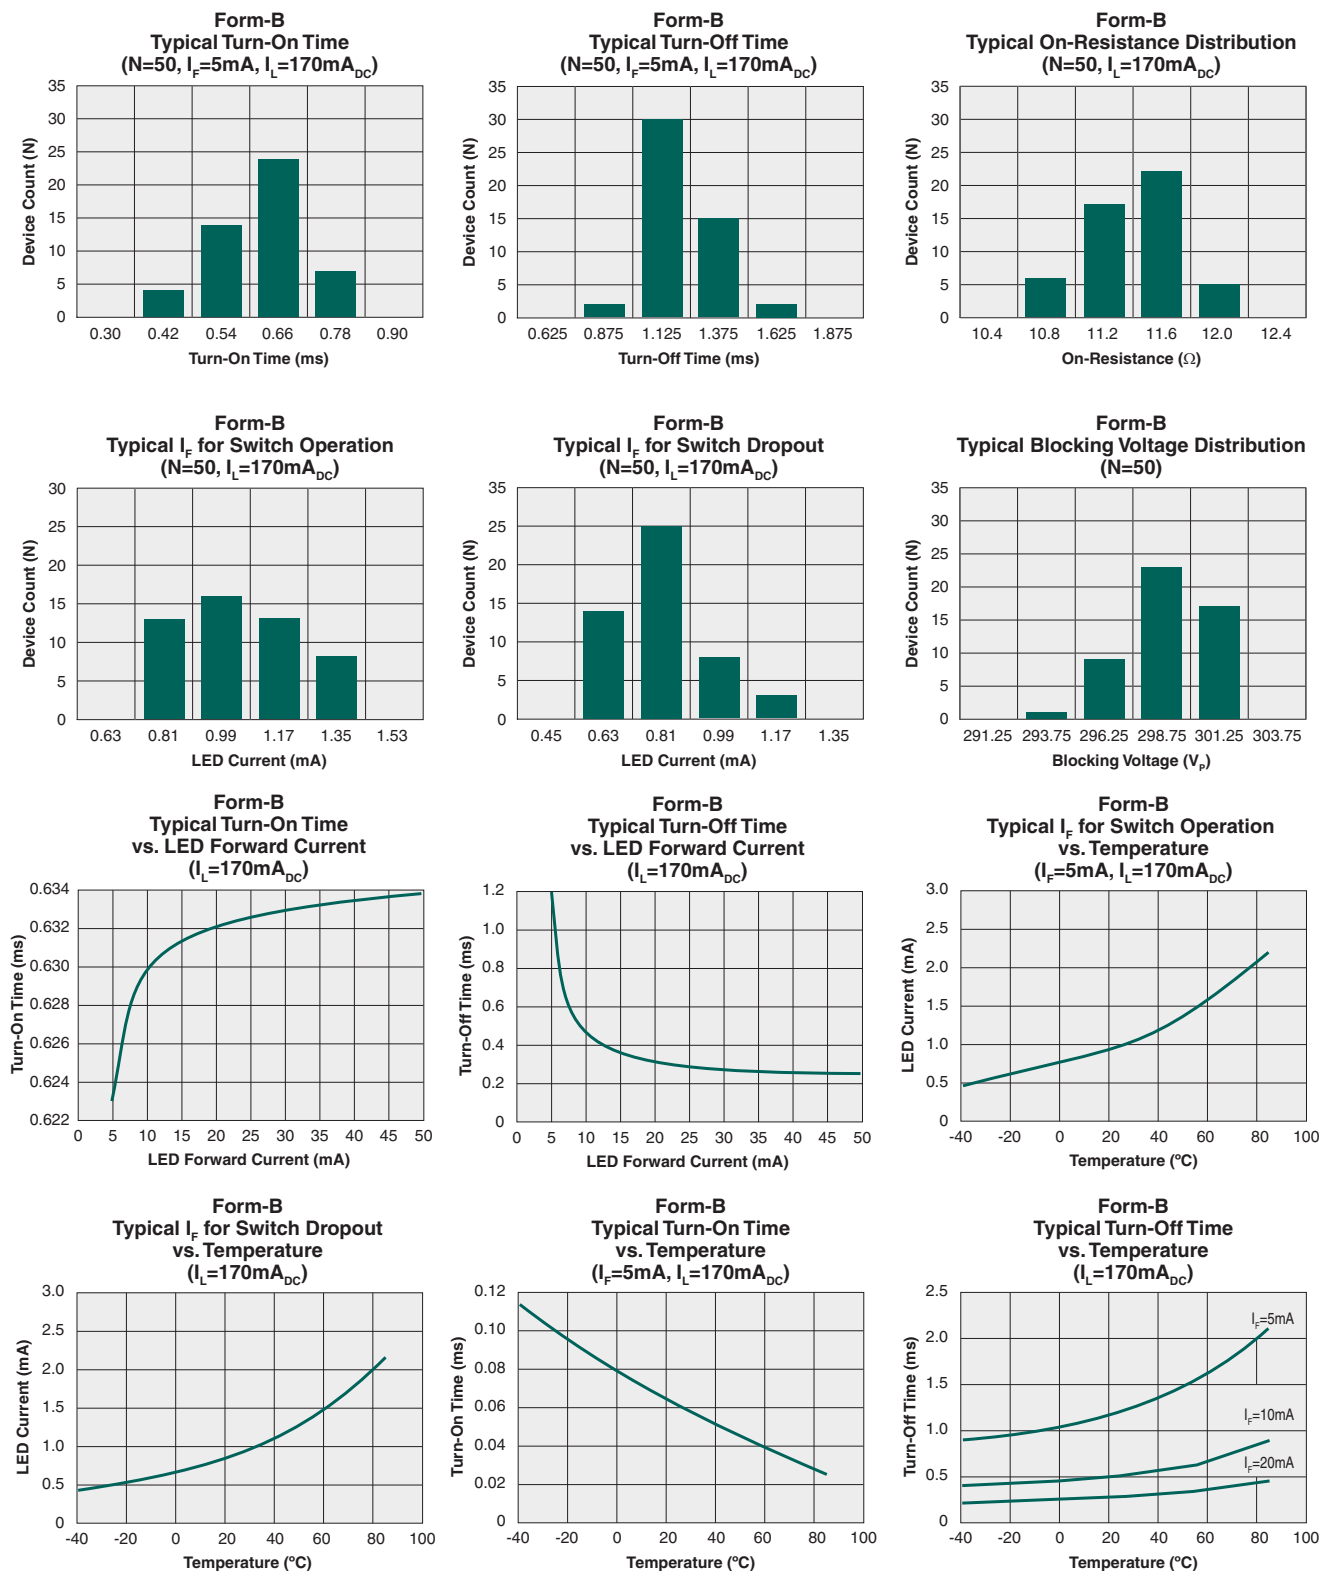 Form-B
Typical Turn-On Time
(N=50, IF=5mA, IL=170mADC)
35
30
25
20
15
10
5
0
Device Count (N)
0.30 0.42 0.54 0.66 0.78 0.90
Turn-On Time (ms)
Form-B
Typical Turn-Off Time
(N=50, IF=5mA, IL=170mADC)
35
30
25
20
15
10
5
0
Device Count (N)
0.625 0.875 1.125 1.375 1.625 1.875
Turn-Off Time (ms)
Form-B
Typical On-Resistance Distribution
(N=50, IL=170mADC)
35
30
25
20
15
10
5
0
Device Count (N)
10.4 10.8 11.2 11.6 12.0 12.4
On-Resistance (Ω)
Form-B
Typical IF for Switch Operation
(N=50, IL=170mADC)
30
25
20
15
10
5
0
Device Count (N)
0.63 0.81 0.99 1.17 1.35 1.53
LED Current (mA)
Form-B
Typical IF for Switch Dropout
(N=50, IL=170mADC)
35
30
25
20
15
10
5
0
Device Count (N)
0.45 0.63 0.81 0.99 1.17 1.35
LED Current (mA)
Form-B
Typical Blocking Voltage Distribution
(N=50)
35
30
25
20
15
10
5
0
Device Count (N)
291.25 293.75 296.25 298.75 301.25 303.75
Blocking Voltage (VP)
Form-B
Typical Turn-On Time
vs. LED Forward Current
(IL=170mADC)
0.634
0.632
0.630
0.628
0.626
0.624
0.622
Turn-On Time (ms)
0 5 10 15 20 25 30 35 40 45 50
LED Forward Current (mA)
Form-B
Typical Turn-Off Time
vs. LED Forward Current
(IL=170mADC)
1.2
1.0
0.8
0.6
0.4
0.2
0
Turn-Off Time (ms)
0 5 10 15 20 25 30 35 40 45 50
LED Forward Current (mA)
Form-B
Typical IF for Switch Operation
vs. Temperature
(IF=5mA, IL=170mADC)
3.0
2.5
2.0
1.5
1.0
0.5
0
LED Current (mA)
-40 -20 0 20 40 60 80 100
Temperature (ºC)
Form-B
Typical IF for Switch Dropout
vs. Temperature
(IL=170mADC)
3.0
2.5
2.0
1.5
1.0
0.5
0
LED Current (mA)
-40 -20 0 20 40 60 80 100
Temperature (ºC)
Form-B
Typical Turn-On Time
vs. Temperature
(IF=5mA, IL=170mADC)
0.12
0.10
0.08
0.06
0.04
0.02
0
Turn-On Time (ms)
-40 -20 0 20 40 60 80 100
Temperature (ºC)
Form-B
Typical Turn-Off Time
vs. Temperature
(IL=170mADC)
2.5
2.0
1.5
1.0
0.5
0
Turn-Off Time (ms)
IF=5mA
IF=10mA
IF=20mA
-40 -20 0 20 40 60 80 100
Temperature (ºC)